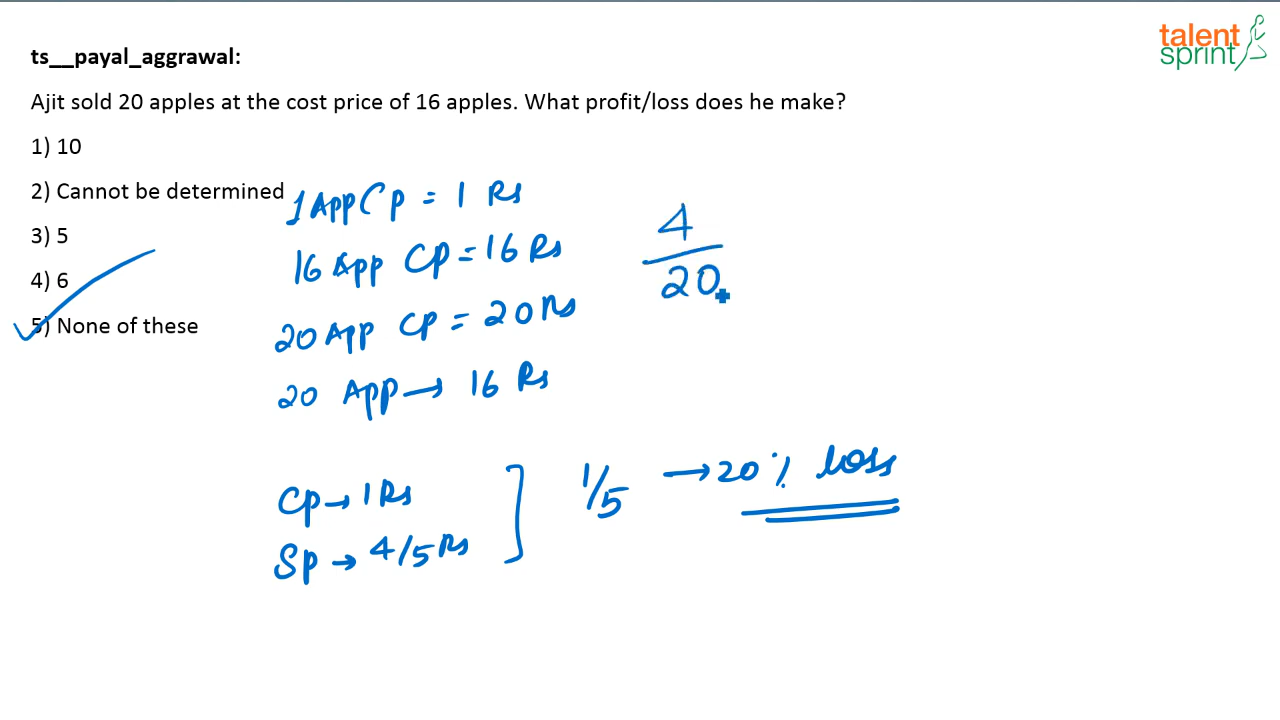 talent
sprint
ts__payal_aggrawal:
Ajit sold 20 apples at the cost price of 16 apples. What profit/loss does he make?
1) 10
2) Cannot be determined
3) 5
4) 6
5) None of these
1 App Cp = 1 Rs
16 App Cp = 16 Rs
20 App Cp = 20 Rs
20 App → 16 Rs
4
20
Cp → 1 Rs
Sp → 4/5 Rs
1/5 → 20% loss